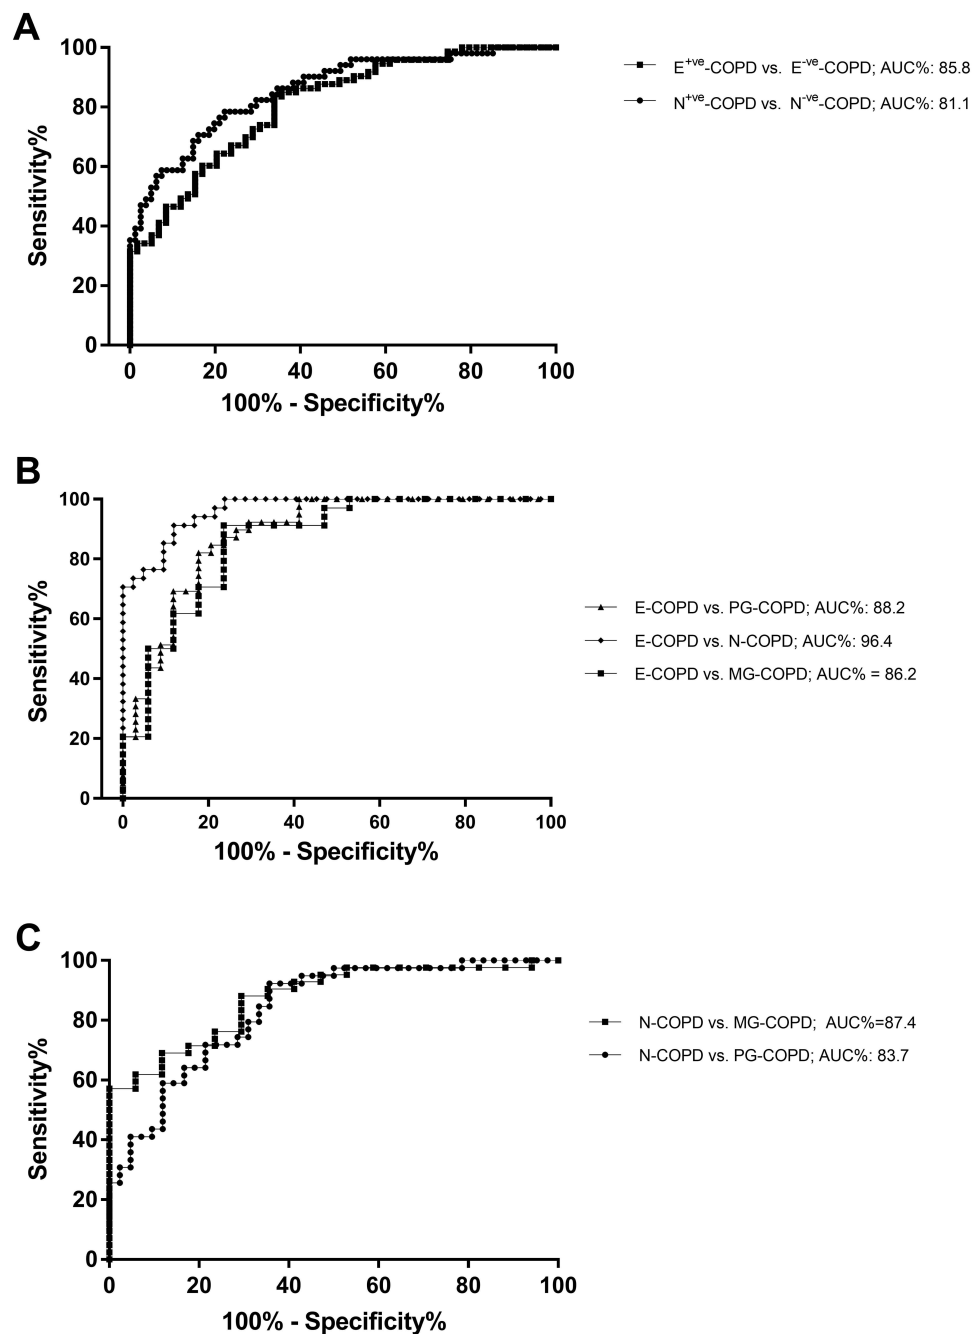 A
100
80
60
40
20
0
Sensitivity%
0 20 40 60 80 100
100% - Specificity%
E+ve-COPD vs. E-ve-COPD; AUC%: 85.8
N+ve-COPD vs. N-ve-COPD; AUC%: 81.1
B
100
80
60
40
20
0
Sensitivity%
0 20 40 60 80 100
100% - Specificity%
E-COPD vs. PG-COPD; AUC%: 88.2
E-COPD vs. N-COPD; AUC%: 96.4
E-COPD vs. MG-COPD; AUC% = 86.2
C
100
80
60
40
20
0
Sensitivity%
0 20 40 60 80 100
100% - Specificity%
N-COPD vs. MG-COPD; AUC%=87.4
N-COPD vs. PG-COPD; AUC%: 83.7